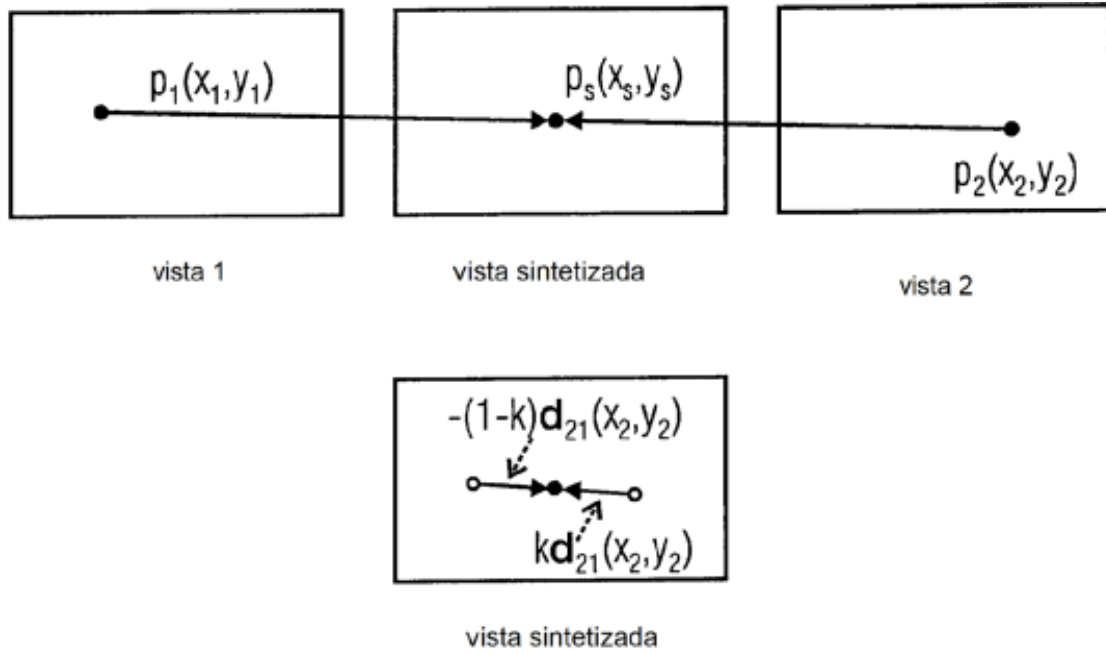 p₁(x₁,y₁)
pₛ(xₛ,yₛ)
p₂(x₂,y₂)
vista 1
vista sintetizada
vista 2
-(1-k)d₂₁(x₂,y₂)
kd₂₁(x₂,y₂)
vista sintetizada